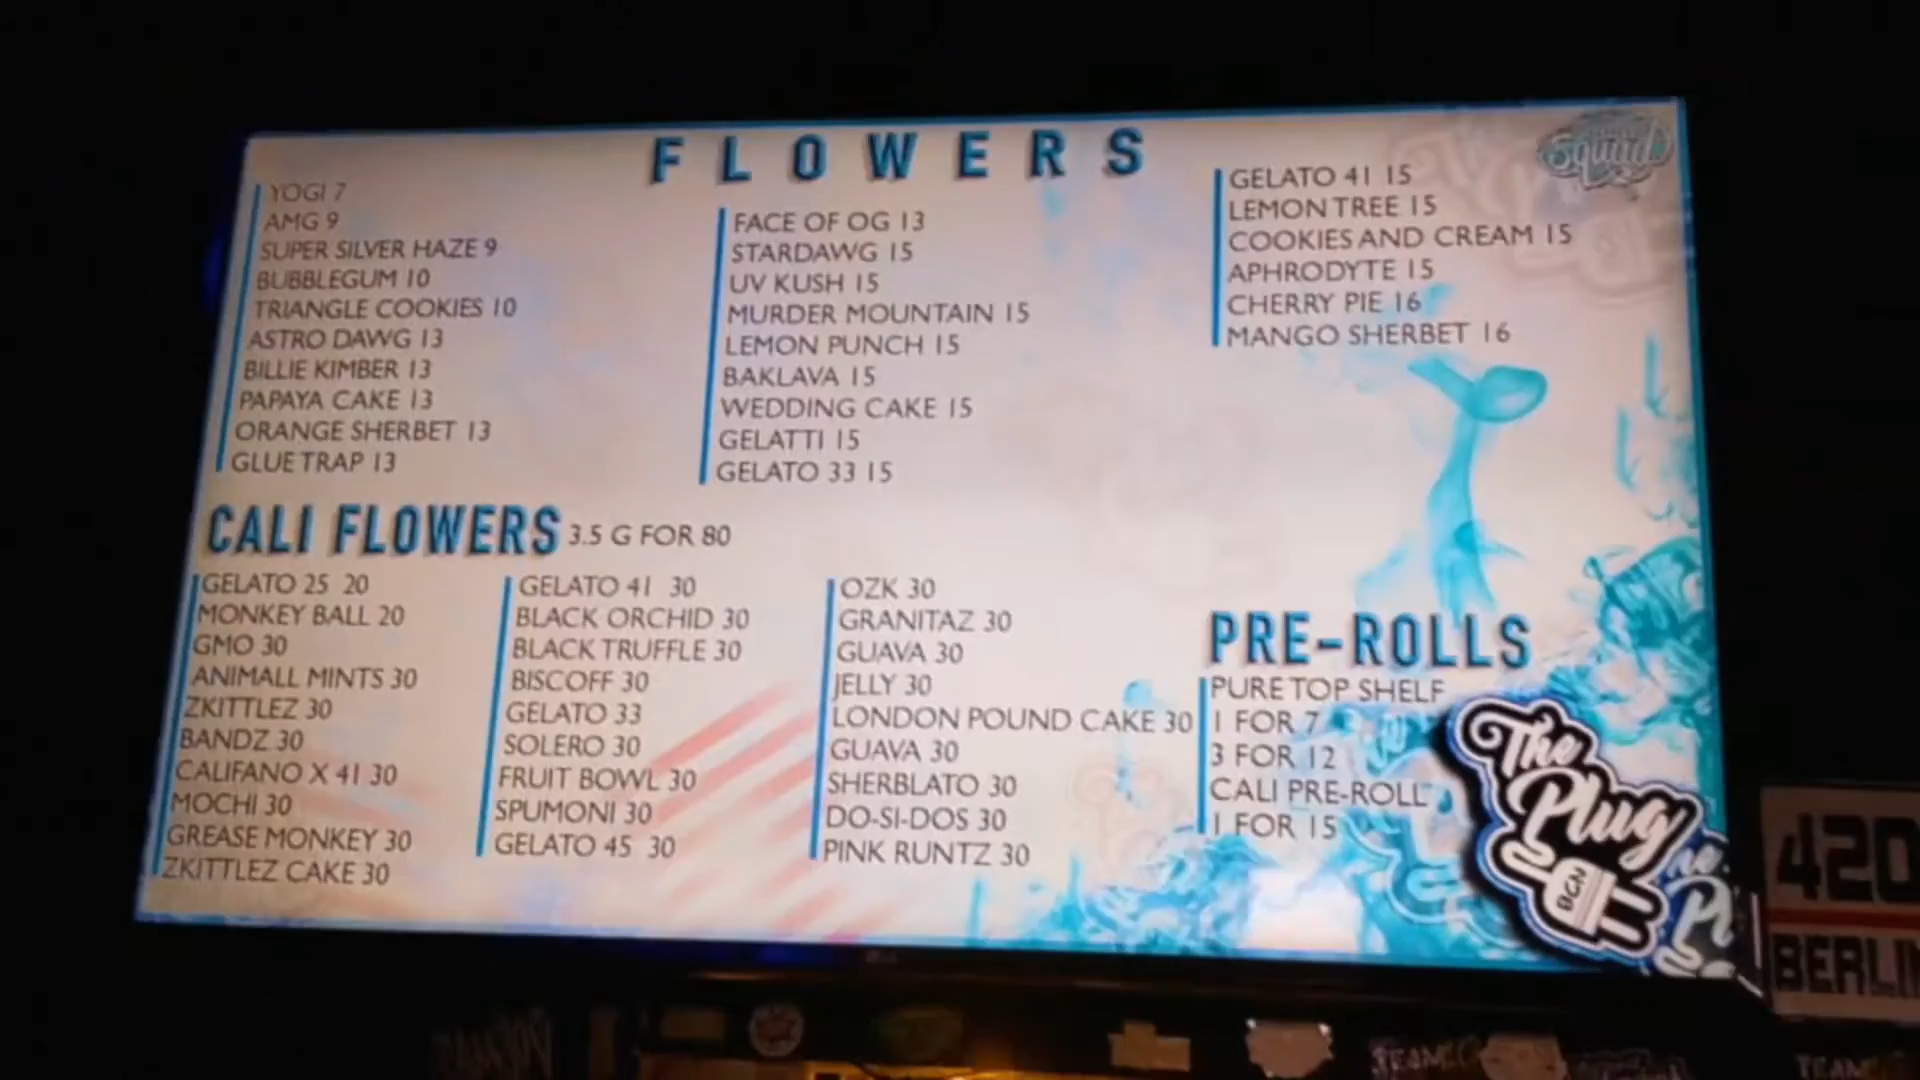 FLOWERS
YOGI 7
AMG 9
SUPER SILVER HAZE 9
BUBBLEGUM 10
TRIANGLE COOKIES 10
ASTRO DAWG 13
BILLIE KIMBER 13
PAPAYA CAKE 13
ORANGE SHERBET 13
GLUE TRAP 13
FACE OF OG 13
STARDAWG 15
UV KUSH 15
MURDER MOUNTAIN 15
LEMON PUNCH 15
BAKLAVA 15
WEDDING CAKE 15
GELATTI 15
GELATO 33 15
GELATO 41 15
LEMON TREE 15
COOKIES AND CREAM 15
APHRODYTE 15
CHERRY PIE 16
MANGO SHERBET 16
Squad
CALI FLOWERS 3.5 G FOR 80
GELATO 25 20
MONKEY BALL 20
GMO 30
ANIMALL MINTS 30
ZKITTLEZ 30
BANDZ 30
CALIFANO X 41 30
MOCHI 30
GREASE MONKEY 30
ZKITTLEZ CAKE 30
GELATO 41 30
BLACK ORCHID 30
BLACK TRUFFLE 30
BISCOFF 30
GELATO 33
SOLERO 30
FRUIT BOWL 30
SPUMONI 30
GELATO 45 30
OZK 30
GRANITAZ 30
GUAVA 30
JELLY 30
LONDON POUND CAKE 30
GUAVA 30
SHERBLATO 30
DO-SI-DOS 30
PINK RUNTZ 30
PRE-ROLLS
PURE TOP SHELF
1 FOR 7
3 FOR 12
CALI PRE-ROLL
1 FOR 15
The
Plug
BCN
420
BERLIN
TEAM
TEAM